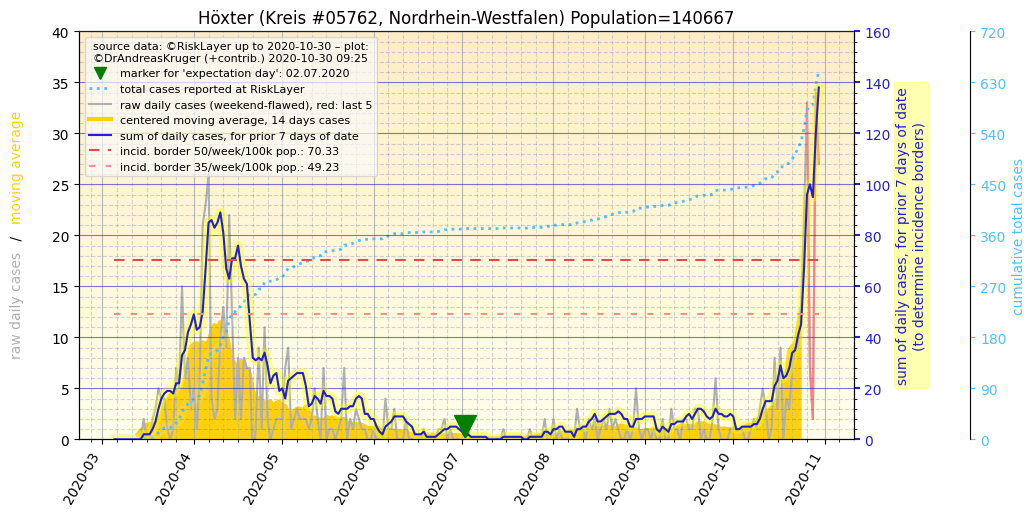 Höxter (Kreis #05762, Nordrhein-Westfalen) Population=140667
source data: ©RiskLayer up to 2020-10-30 – plot:
©DrAndreasKruger (+contrib.) 2020-10-30 09:25
marker for 'expectation day': 02.07.2020
total cases reported at RiskLayer
raw daily cases (weekend-flawed), red: last 5
centered moving average, 14 days cases
sum of daily cases, for prior 7 days of date
incid. border 50/week/100k pop.: 70.33
incid. border 35/week/100k pop.: 49.23
raw daily cases / moving average
40
35
30
25
20
15
10
5
0
160
140
120
100
80
60
40
20
0
sum of daily cases, for prior 7 days of date
(to determine incidence borders)
720
630
540
450
360
270
180
90
0
cumulative total cases
2020-03
2020-04
2020-05
2020-06
2020-07
2020-08
2020-09
2020-10
2020-11